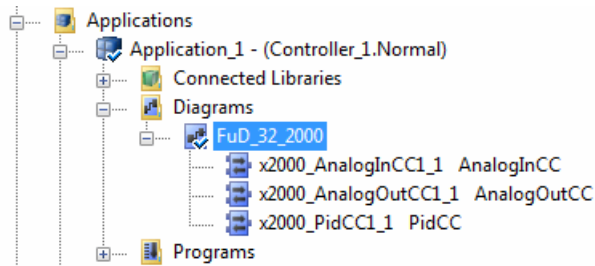 Applications
Application_1 - (Controller_1.Normal)
Connected Libraries
Diagrams
FuD_32_2000
x2000_AnalogInCC1_1 AnalogInCC
x2000_AnalogOutCC1_1 AnalogOutCC
x2000_PidCC1_1 PidCC
Programs